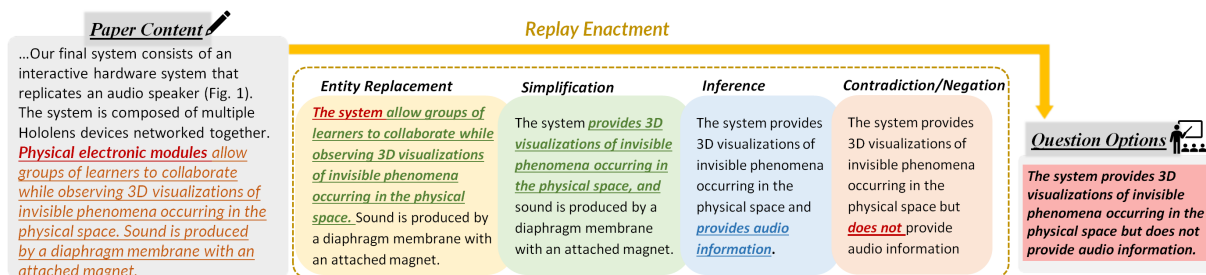 Paper Content
Replay Enactment
…Our final system consists of an
interactive hardware system that
replicates an audio speaker (Fig. 1).
The system is composed of multiple
Hololens devices networked together.
Physical electronic modules allow
groups of learners to collaborate
while observing 3D visualizations of
invisible phenomena occurring in the
physical space. Sound is produced
by a diaphragm membrane with an
attached magnet.
Entity Replacement
The system allow groups of
learners to collaborate while
observing 3D visualizations
of invisible phenomena
occurring in the physical
space. Sound is produced by
a diaphragm membrane with
an attached magnet.
Simplification
The system provides 3D
visualizations of invisible
phenomena occurring in
the physical space, and
sound is produced by a
diaphragm membrane
with an attached magnet.
Inference
The system provides
3D visualizations of
invisible phenomena
occurring in the
physical space and
provides audio
information.
Contradiction/Negation
The system provides
3D visualizations of
invisible phenomena
occurring in the
physical space but
does not provide
audio information
Question Options
The system provides 3D
visualizations of invisible
phenomena occurring in the
physical space but does not
provide audio information.